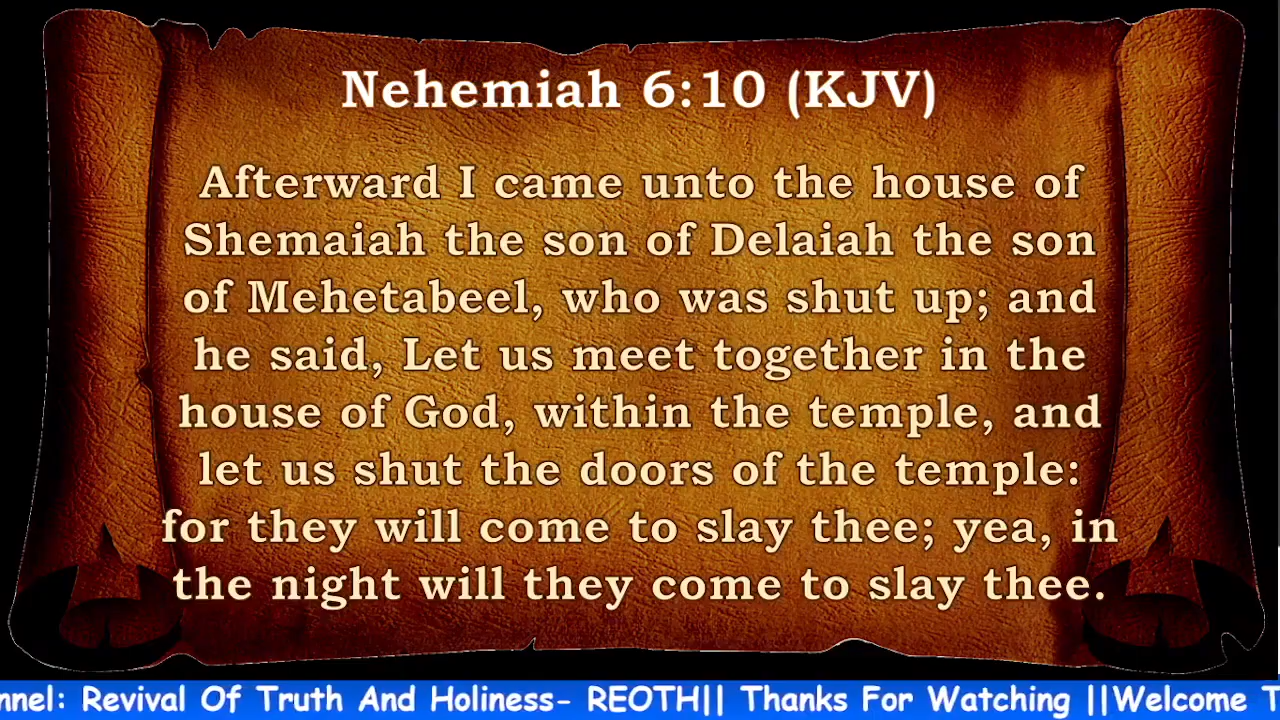 Nehemiah 6:10 (KJV)
Afterward I came unto the house of
Shemaiah the son of Delaiah the son
of Mehetabeel, who was shut up; and
he said, Let us meet together in the
house of God, within the temple, and
let us shut the doors of the temple:
for they will come to slay thee; yea, in
the night will they come to slay thee.
Revival Of Truth And Holiness- REOTH|| Thanks For Watching ||Welcome